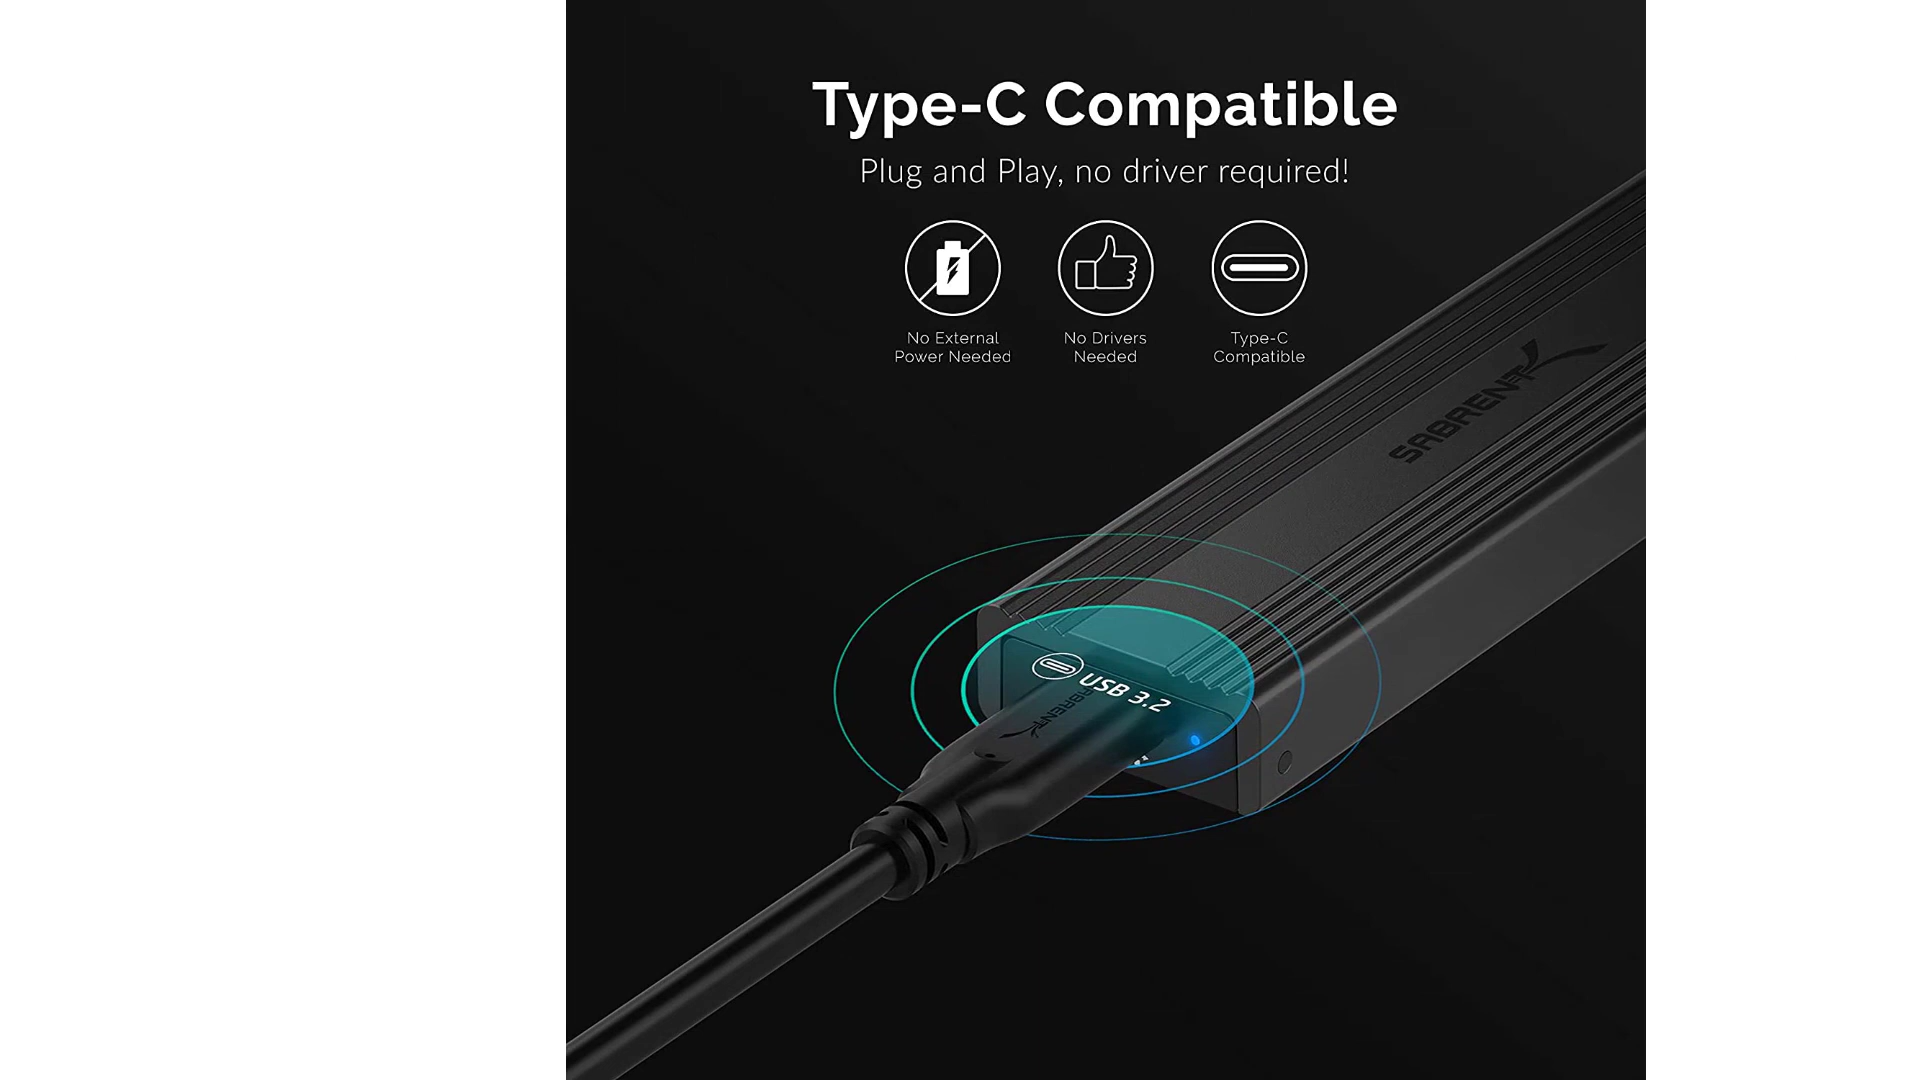 Type-C Compatible
Plug and Play, no driver required!
No External
Power Needed
No Drivers
Needed
Type-C
Compatible
SABRENT
USB 3.2